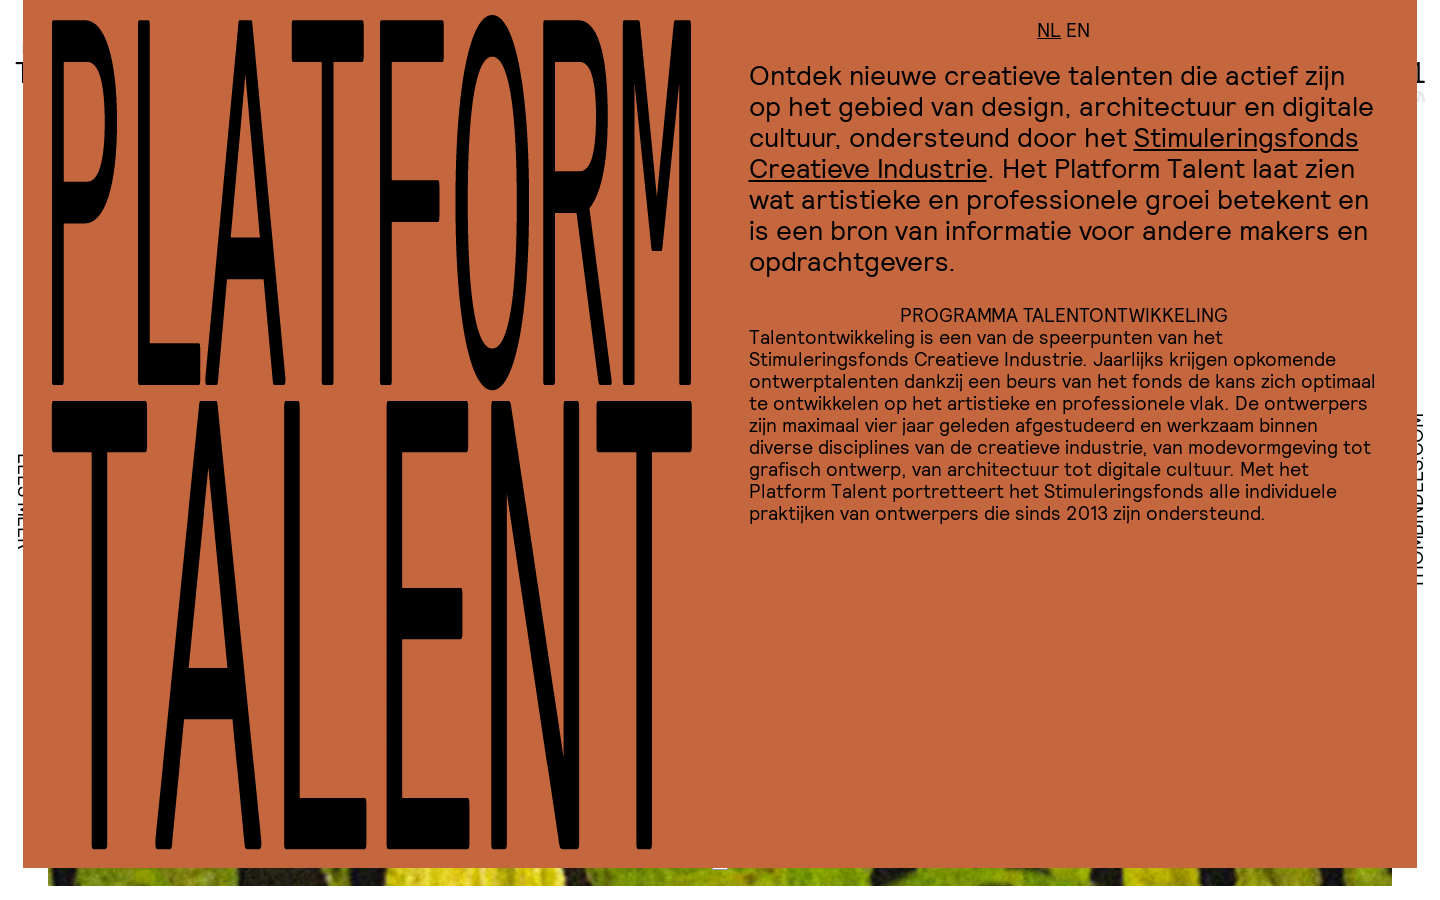 PLATFORM
TALENT
NL EN
Ontdek nieuwe creatieve talenten die actief zijn
op het gebied van design, architectuur en digitale
cultuur, ondersteund door het Stimuleringsfonds
Creatieve Industrie. Het Platform Talent laat zien
wat artistieke en professionele groei betekent en
is een bron van informatie voor andere makers en
opdrachtgevers.
PROGRAMMA TALENTONTWIKKELING
Talentontwikkeling is een van de speerpunten van het
Stimuleringsfonds Creatieve Industrie. Jaarlijks krijgen opkomende
ontwerptalenten dankzij een beurs van het fonds de kans zich optimaal
te ontwikkelen op het artistieke en professionele vlak. De ontwerpers
zijn maximaal vier jaar geleden afgestudeerd en werkzaam binnen
diverse disciplines van de creatieve industrie, van modevormgeving tot
grafisch ontwerp, van architectuur tot digitale cultuur. Met het
Platform Talent portretteert het Stimuleringsfonds alle individuele
praktijken van ontwerpers die sinds 2013 zijn ondersteund.